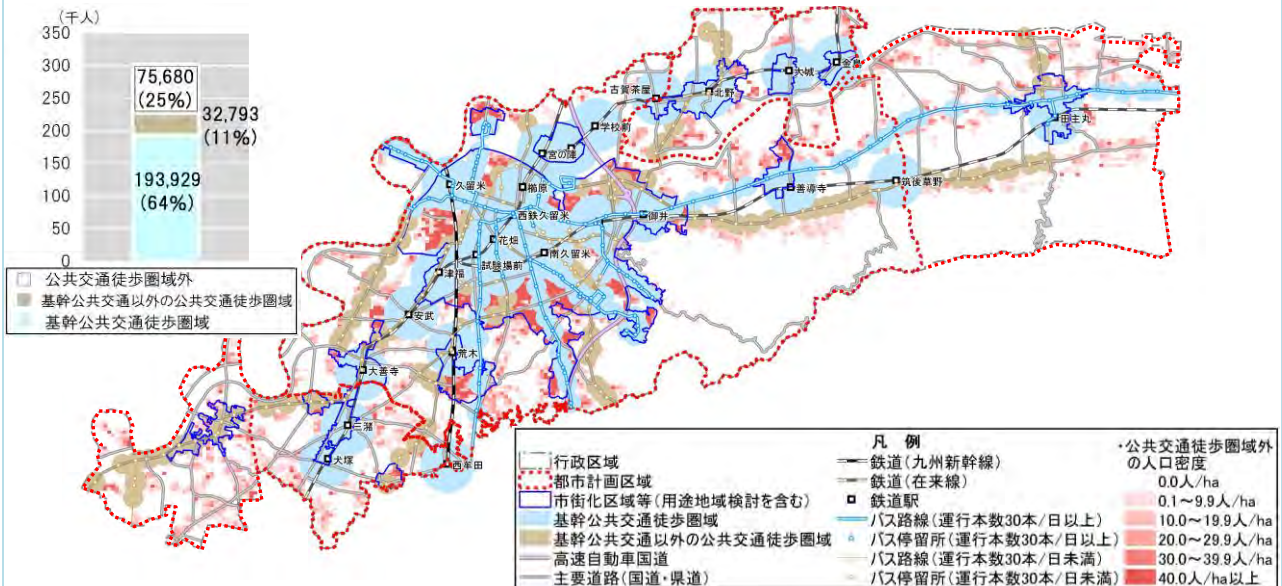 (千人)
350
300
250
200
150
100
50
0
75,680
(25%)
32,793
(11%)
193,929
(64%)
公共交通徒歩圏域外
基幹公共交通以外の公共交通徒歩圏域
基幹公共交通徒歩圏域
金島
大城
北野
古賀茶屋
学校前
宮の陣
田主丸
久留米
櫛原
善導寺
筑後草野
西鉄久留米
御井
花畑
南久留米
試験場前
津福
安武
荒木
大善寺
三潴
犬塚
西牟田
凡 例
行政区域
都市計画区域
市街化区域等(用途地域検討を含む)
基幹公共交通徒歩圏域
基幹公共交通以外の公共交通徒歩圏域
高速自動車国道
主要道路(国道・県道)
鉄道(九州新幹線)
鉄道(在来線)
鉄道駅
バス路線(運行本数30本/日以上)
バス停留所(運行本数30本/日以上)
バス路線(運行本数30本/日未満)
バス停留所(運行本数30本/日未満)
・公共交通徒歩圏域外
の人口密度
0.0人/ha
0.1～9.9人/ha
10.0～19.9人/ha
20.0～29.9人/ha
30.0～39.9人/ha
40.0人/ha以上